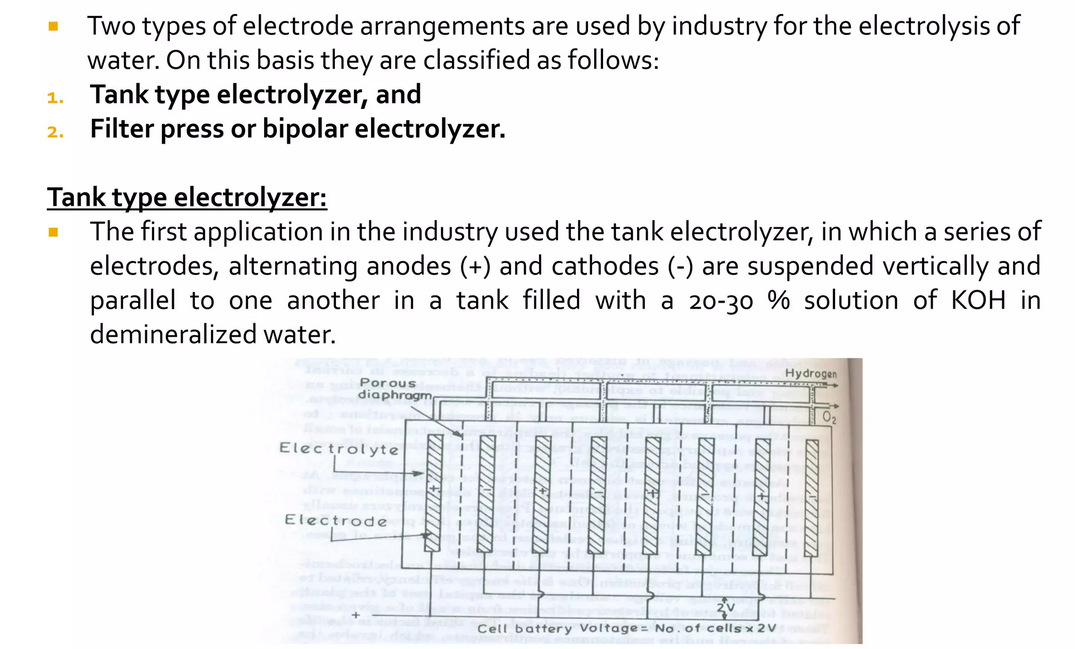 ▪ Two types of electrode arrangements are used by industry for the electrolysis of
water. On this basis they are classified as follows:
1. Tank type electrolyzer, and
2. Filter press or bipolar electrolyzer.
Tank type electrolyzer:
▪ The first application in the industry used the tank electrolyzer, in which a series of
electrodes, alternating anodes (+) and cathodes (-) are suspended vertically and
parallel to one another in a tank filled with a 20-30 % solution of KOH in
demineralized water.
Hydrogen
Porous
diaphragm
O2
Electrolyte
+ - + - + - + -
Electrode
2V
+
Cell battery Voltage = No. of cells x 2V